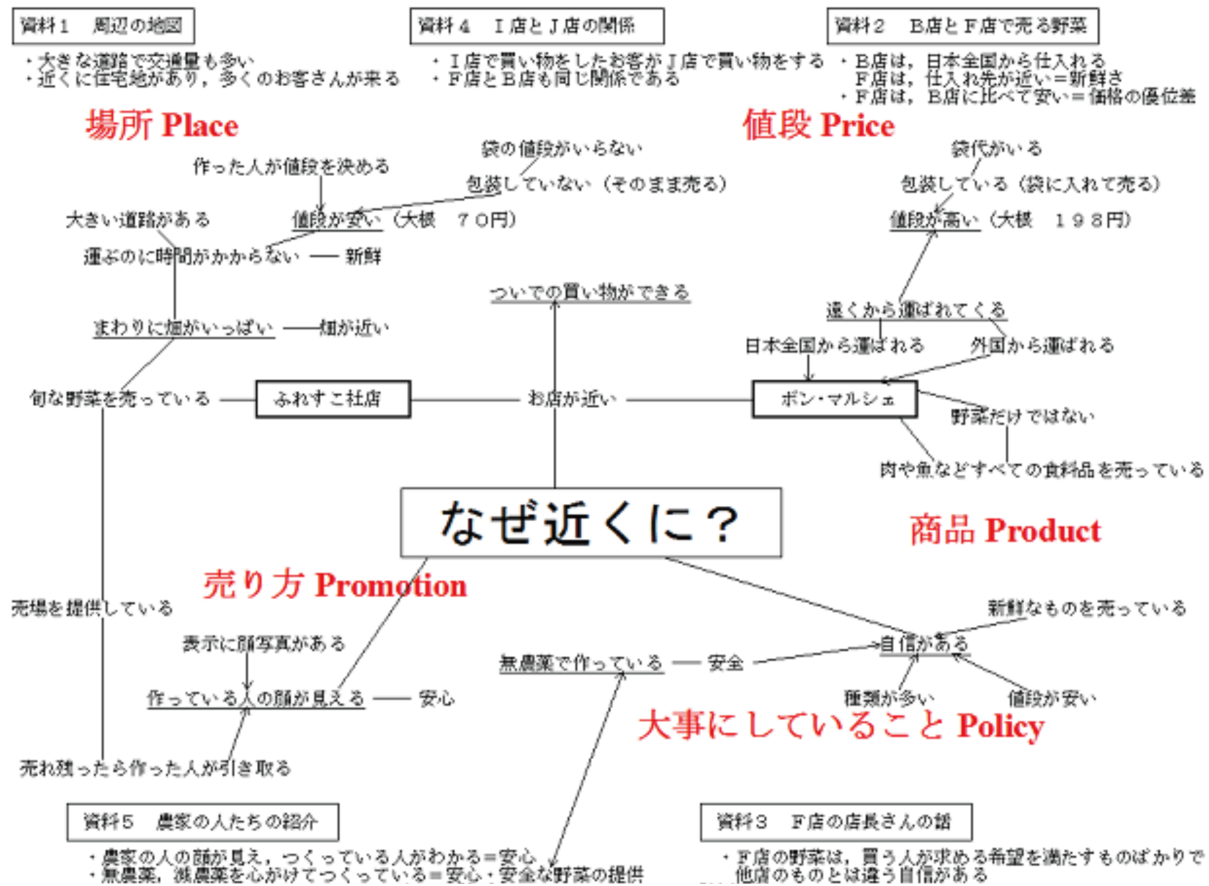 資料1 周辺の地図
・大きな道路で交通量も多い
・近くに住宅地があり,多くのお客さんが来る
資料4 I店とJ店の関係
・I店で買い物をしたお客がJ店で買い物をする
・F店とB店も同じ関係である
資料2 B店とF店で売る野菜
・B店は,日本全国から仕入れる
F店は,仕入れ先が近い=新鮮さ
・F店は,B店に比べて安い=価格の優位差
場所 Place
値段 Price
作った人が値段を決める
袋の値段がいらない
包装していない(そのまま売る)
大きい道路がある
値段が安い(大根 70円)
運ぶのに時間がかからない
新鮮
まわりに畑がいっぱい
畑が近い
袋代がいる
包装している(袋に入れて売る)
値段が高い(大根 198円)
ついでの買い物ができる
遠くから運ばれてくる
日本全国から運ばれる
外国から運ばれる
旬な野菜を売っている
ふれすこ社店
お店が近い
ボン・マルシェ
野菜だけではない
肉や魚などすべての食料品を売っている
なぜ近くに?
商品 Product
売り方 Promotion
売場を提供している
表示に顔写真がある
作っている人の顔が見える
安心
売れ残ったら作った人が引き取る
新鮮なものを売っている
自信がある
無農薬で作っている
安全
種類が多い
値段が安い
大事にしていること Policy
資料5 農家の人たちの紹介
・農家の人の顔が見え,つくっている人がわかる=安心
・無農薬,減農薬を心がけてつくっている=安心・安全な野菜の提供
資料3 F店の店長さんの話
・F店の野菜は,買う人が求める希望を満たすものばかりで
他店のものとは違う自信がある